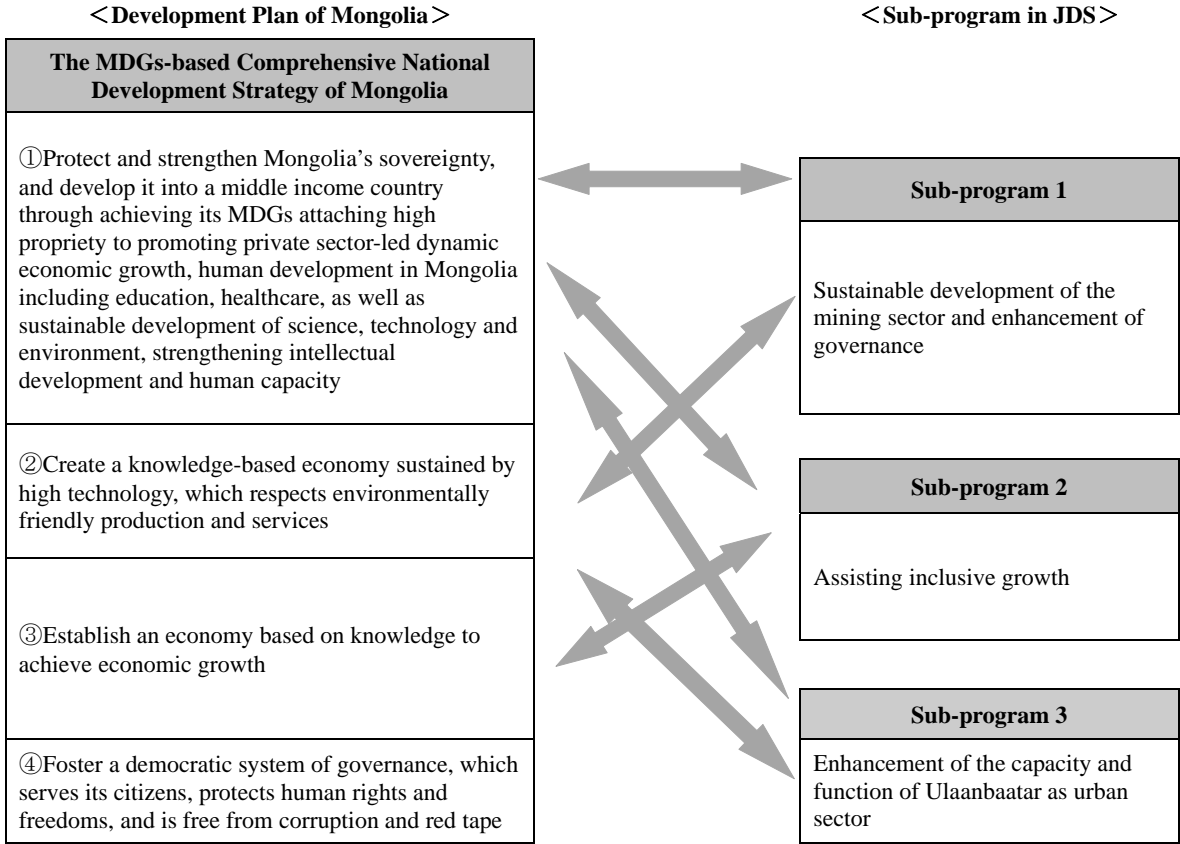 ＜Development Plan of Mongolia＞
The MDGs-based Comprehensive National
Development Strategy of Mongolia
①Protect and strengthen Mongolia’s sovereignty,
and develop it into a middle income country
through achieving its MDGs attaching high
propriety to promoting private sector-led dynamic
economic growth, human development in Mongolia
including education, healthcare, as well as
sustainable development of science, technology and
environment, strengthening intellectual
development and human capacity
②Create a knowledge-based economy sustained by
high technology, which respects environmentally
friendly production and services
③Establish an economy based on knowledge to
achieve economic growth
④Foster a democratic system of governance, which
serves its citizens, protects human rights and
freedoms, and is free from corruption and red tape
＜Sub-program in JDS＞
Sub-program 1
Sustainable development of the
mining sector and enhancement of
governance
Sub-program 2
Assisting inclusive growth
Sub-program 3
Enhancement of the capacity and
function of Ulaanbaatar as urban
sector